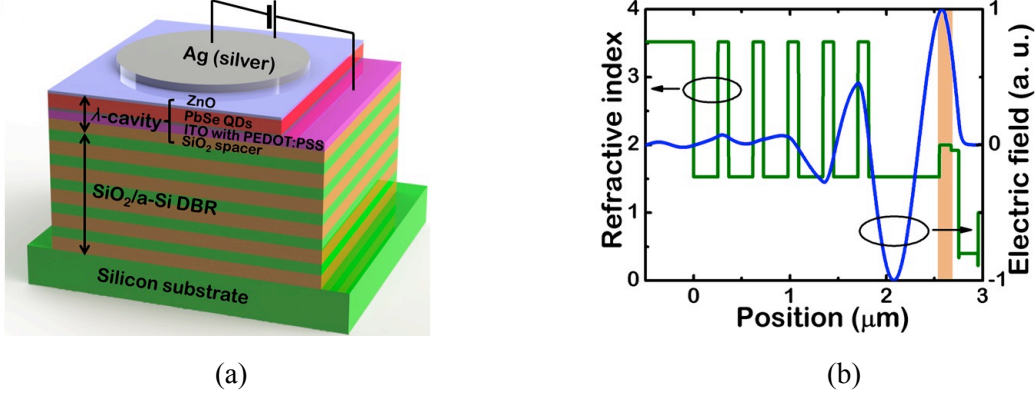 Ag (silver)
ZnO
λ-cavity
PbSe QDs
ITO with PEDOT:PSS
SiO2 spacer
SiO2/a-Si DBR
Silicon substrate
(a)
Refractive index
4
3
2
1
0
0
1
2
3
Position (μm)
1
0
-1
Electric field (a. u.)
(b)